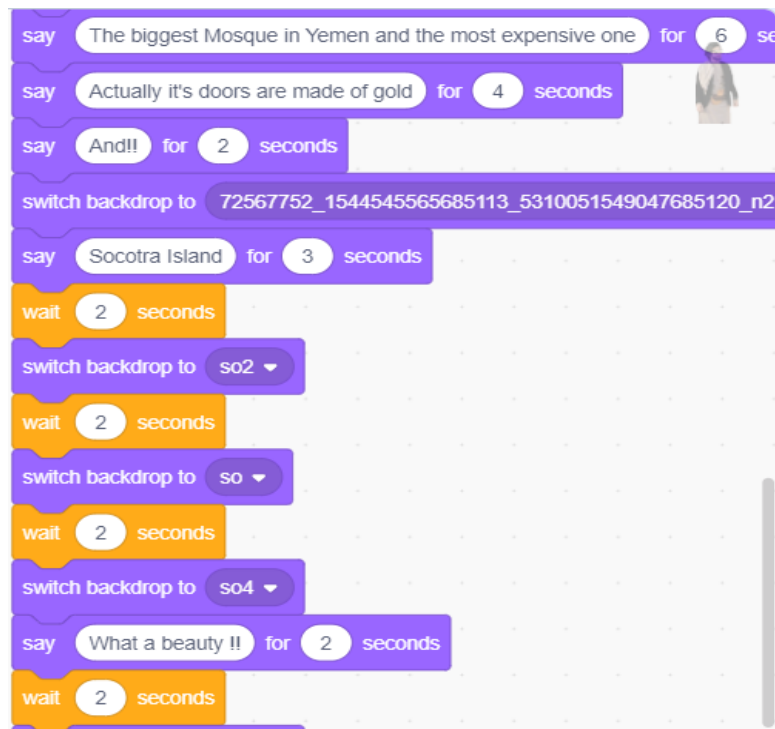 say The biggest Mosque in Yemen and the most expensive one for 6 se
say Actually it's doors are made of gold for 4 seconds
say And!! for 2 seconds
switch backdrop to 72567752_1544545565685113_5310051549047685120_n2
say Socotra Island for 3 seconds
wait 2 seconds
switch backdrop to so2
wait 2 seconds
switch backdrop to so
wait 2 seconds
switch backdrop to so4
say What a beauty !! for 2 seconds
wait 2 seconds